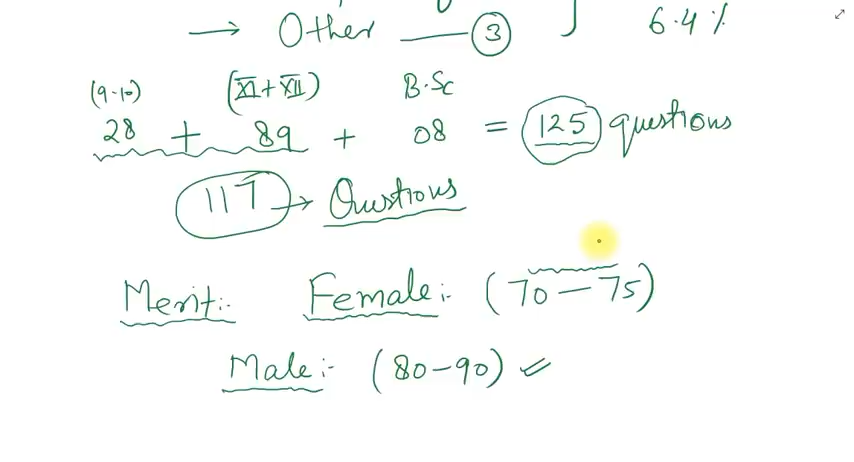 → Other —— 3 6.4 %
(9-10) (XI+XII) B.Sc
28 + 89 + 08 = 125 questions
117 → Questions
Merit:- Female:- (70-75)
Male:- (80-90) ✓